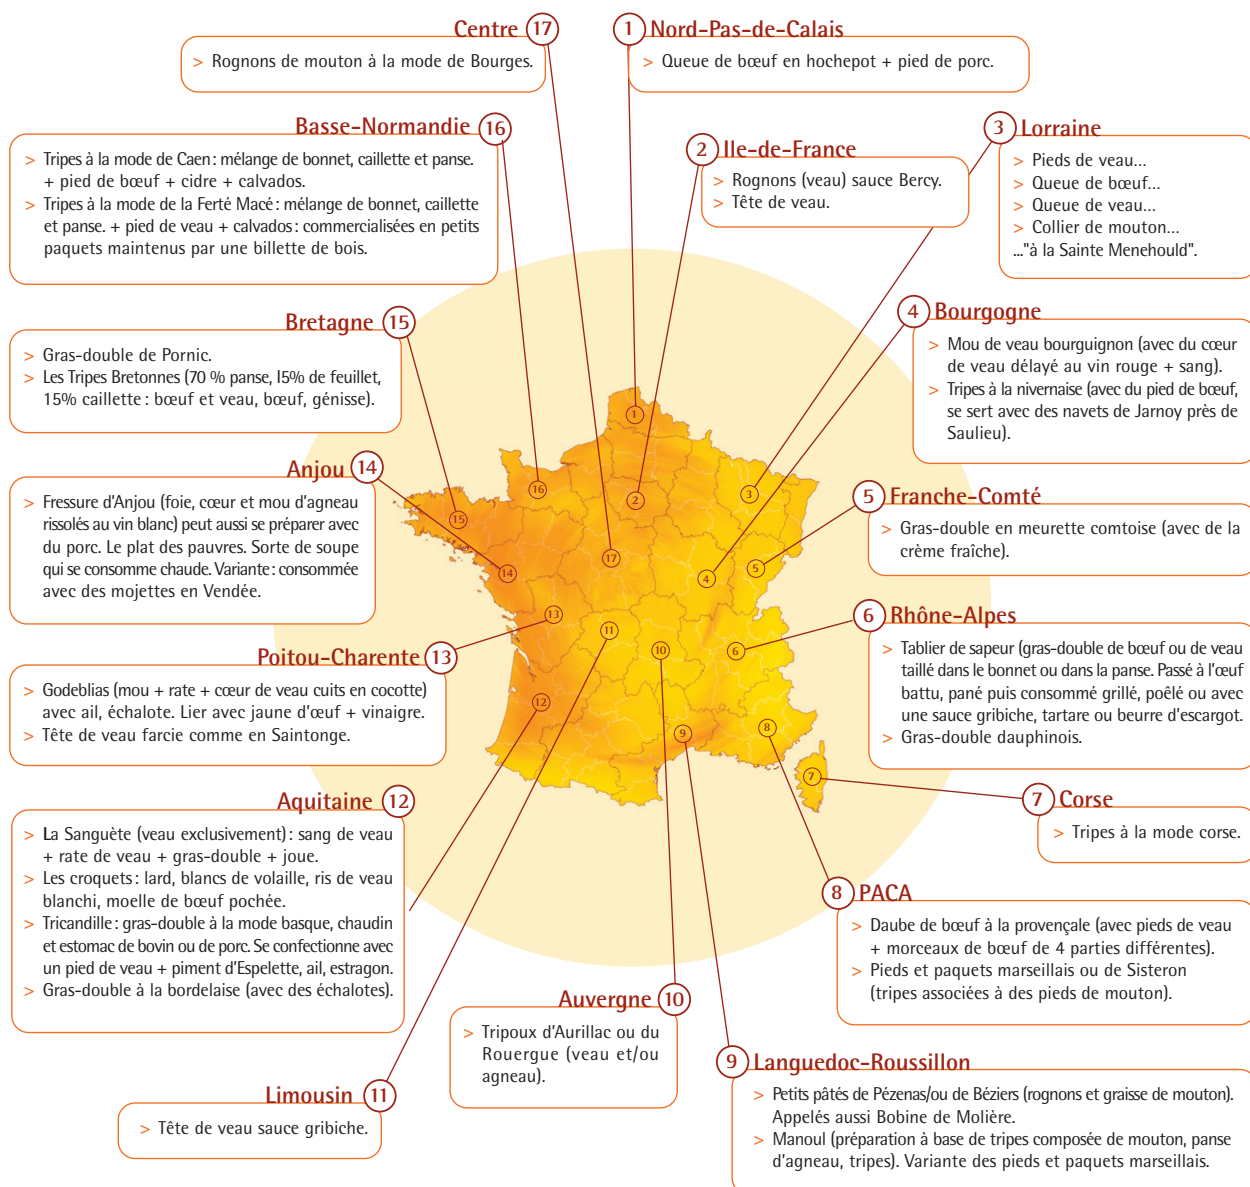 Centre 17
> Rognons de mouton à la mode de Bourges.
1 Nord-Pas-de-Calais
> Queue de bœuf en hochepot + pied de porc.
Basse-Normandie 16
> Tripes à la mode de Caen : mélange de bonnet, caillette et panse.
+ pied de bœuf + cidre + calvados.
> Tripes à la mode de la Ferté Macé : mélange de bonnet, caillette
et panse. + pied de veau + calvados : commercialisées en petits
paquets maintenus par une billette de bois.
2 Ile-de-France
> Rognons (veau) sauce Bercy.
> Tête de veau.
3 Lorraine
> Pieds de veau...
> Queue de bœuf...
> Queue de veau...
> Collier de mouton...
..."à la Sainte Menehould".
Bretagne 15
> Gras-double de Pornic.
> Les Tripes Bretonnes (70 % panse, I5% de feuillet,
15% caillette : bœuf et veau, bœuf, génisse).
4 Bourgogne
> Mou de veau bourguignon (avec du cœur
de veau délayé au vin rouge + sang).
> Tripes à la nivernaise (avec du pied de bœuf,
se sert avec des navets de Jarnoy près de
Saulieu).
Anjou 14
> Fressure d'Anjou (foie, cœur et mou d'agneau
rissolés au vin blanc) peut aussi se préparer avec
du porc. Le plat des pauvres. Sorte de soupe
qui se consomme chaude. Variante : consommée
avec des mojettes en Vendée.
5 Franche-Comté
> Gras-double en meurette comtoise (avec de la
crème fraîche).
6 Rhône-Alpes
> Tablier de sapeur (gras-double de bœuf ou de veau
taillé dans le bonnet ou dans la panse. Passé à l'œuf
battu, pané puis consommé grillé, poêlé ou avec
une sauce gribiche, tartare ou beurre d'escargot.
> Gras-double dauphinois.
Poitou-Charente 13
> Godeblias (mou + rate + cœur de veau cuits en cocotte)
avec ail, échalote. Lier avec jaune d'œuf + vinaigre.
> Tête de veau farcie comme en Saintonge.
7 Corse
> Tripes à la mode corse.
Aquitaine 12
> La Sanguète (veau exclusivement) : sang de veau
+ rate de veau + gras-double + joue.
> Les croquets : lard, blancs de volaille, ris de veau
blanchi, moelle de bœuf pochée.
> Tricandille : gras-double à la mode basque, chaudin
et estomac de bovin ou de porc. Se confectionne avec
un pied de veau + piment d'Espelette, ail, estragon.
> Gras-double à la bordelaise (avec des échalotes).
8 PACA
> Daube de bœuf à la provençale (avec pieds de veau
+ morceaux de bœuf de 4 parties différentes).
> Pieds et paquets marseillais ou de Sisteron
(tripes associées à des pieds de mouton).
Auvergne 10
> Tripoux d'Aurillac ou du
Rouergue (veau et/ou
agneau).
9 Languedoc-Roussillon
> Petits pâtés de Pézenas/ou de Béziers (rognons et graisse de mouton).
Appelés aussi Bobine de Molière.
> Manoul (préparation à base de tripes composée de mouton, panse
d'agneau, tripes). Variante des pieds et paquets marseillais.
Limousin 11
> Tête de veau sauce gribiche.
1
16
3
2
15
17
14
4
5
13
11
10
6
12
9
8
7